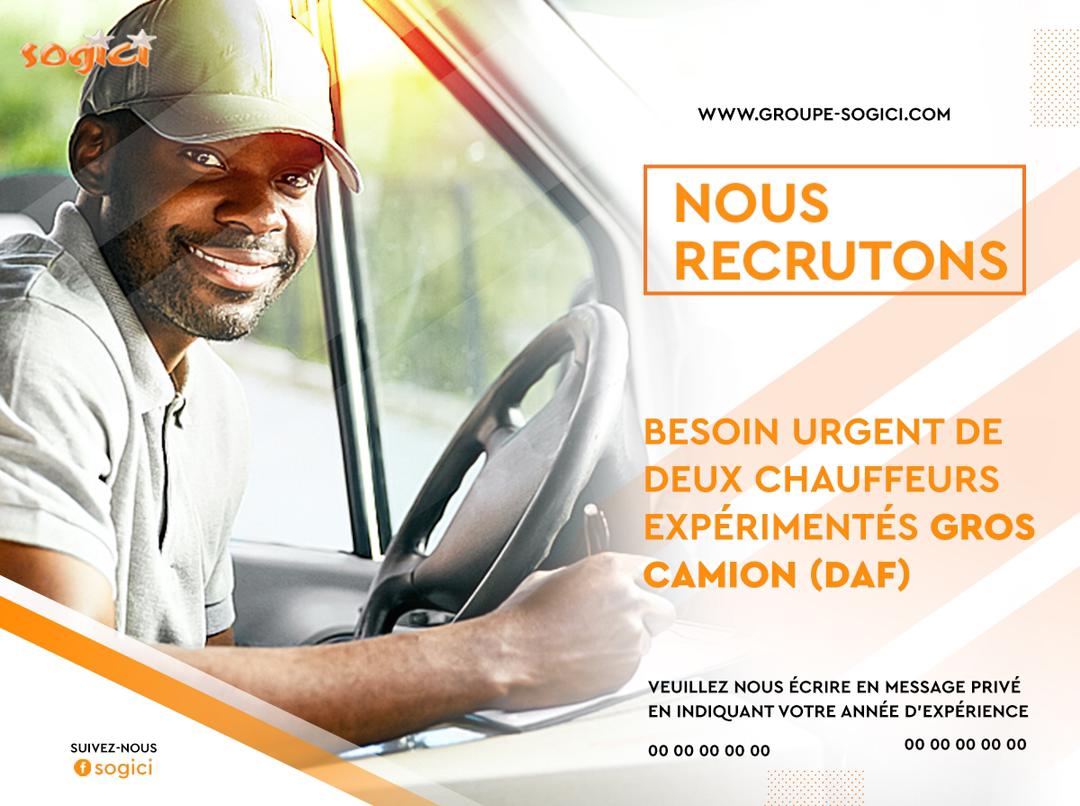 sogici
WWW.GROUPE-SOGICI.COM
NOUS
RECRUTONS
BESOIN URGENT DE
DEUX CHAUFFEURS
EXPÉRIMENTÉS GROS
CAMION (DAF)
VEUILLEZ NOUS ÉCRIRE EN MESSAGE PRIVÉ
EN INDIQUANT VOTRE ANNÉE D'EXPÉRIENCE
00 00 00 00 00
00 00 00 00 00
SUIVEZ-NOUS
f sogici